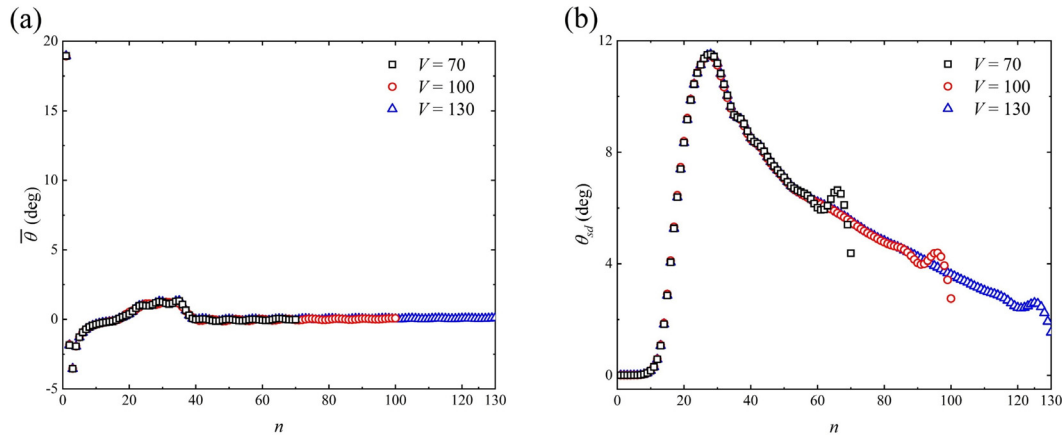 (a)
20
15
10
5
0
-5
0 20 40 60 80 100 120 130
θ̅ (deg)
n
V = 70
V = 100
V = 130
(b)
12
8
4
0
0 20 40 60 80 100 120 130
θsd (deg)
n
V = 70
V = 100
V = 130